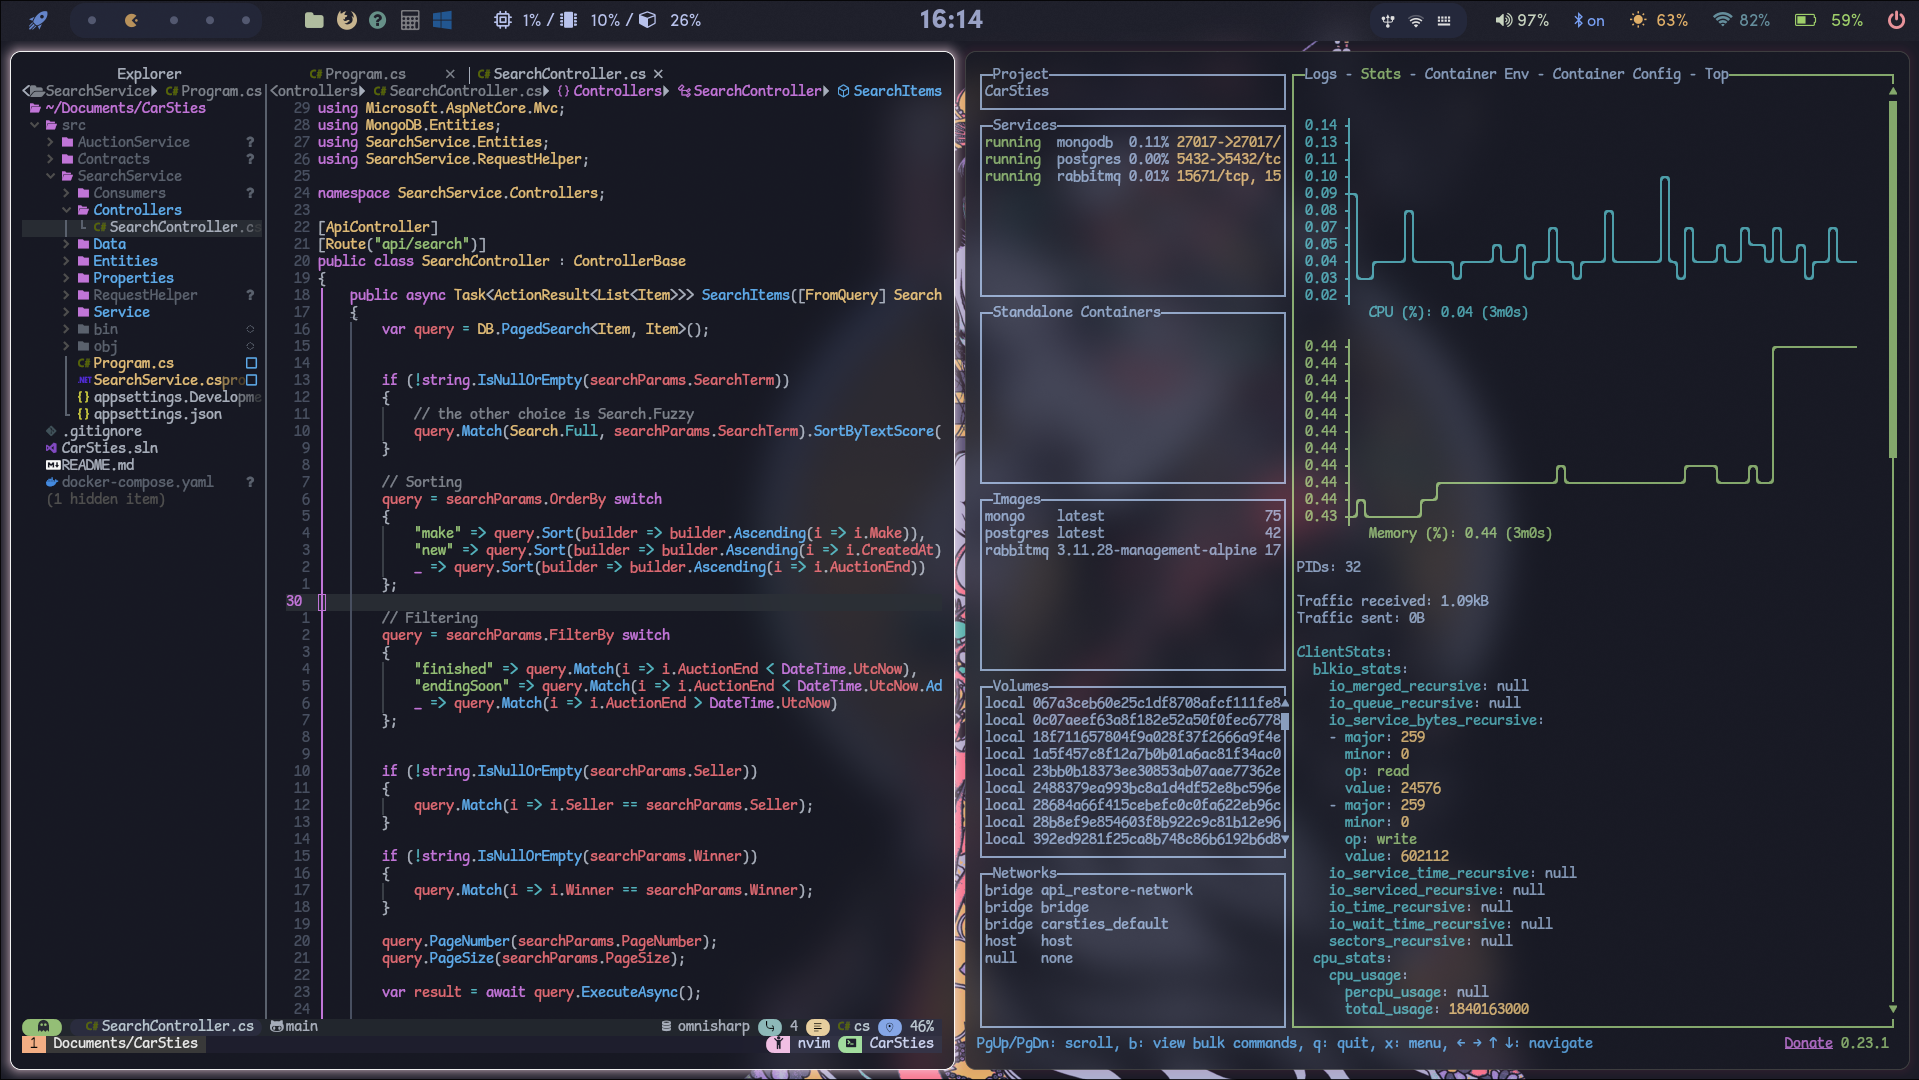 1% / 10% / 26%
16:14
97% on 63% 82% 59%
Explorer
Program.cs ×
SearchController.cs ×
SearchService Program.cs
<ontrollers SearchController.cs {} Controllers SearchController SearchItems
~/Documents/CarSties
src
AuctionService ?
Contracts ?
SearchService
Consumers ?
Controllers
SearchController.cs
Data
Entities
Properties
RequestHelper ?
Service
bin
obj
Program.cs
SearchService.cspro
{} appsettings.Developme
{} appsettings.json
.gitignore
CarSties.sln
README.md
docker-compose.yaml ?
(1 hidden item)
29 using Microsoft.AspNetCore.Mvc;
28 using MongoDB.Entities;
27 using SearchService.Entities;
26 using SearchService.RequestHelper;
25
24 namespace SearchService.Controllers;
23
22 [ApiController]
21 [Route("api/search")]
20 public class SearchController : ControllerBase
19 {
18 public async Task<ActionResult<List<Item>>> SearchItems([FromQuery] Search
17 {
16 var query = DB.PagedSearch<Item, Item>();
15
14
13 if (!string.IsNullOrEmpty(searchParams.SearchTerm))
12 {
11 // the other choice is Search.Fuzzy
10 query.Match(Search.Full, searchParams.SearchTerm).SortByTextScore(
9 }
8
7 // Sorting
6 query = searchParams.OrderBy switch
5 {
4 "make" => query.Sort(builder => builder.Ascending(i => i.Make)),
3 "new" => query.Sort(builder => builder.Ascending(i => i.CreatedAt)
2 _ => query.Sort(builder => builder.Ascending(i => i.AuctionEnd))
1 };
30
1 // Filtering
2 query = searchParams.FilterBy switch
3 {
4 "finished" => query.Match(i => i.AuctionEnd < DateTime.UtcNow),
5 "endingSoon" => query.Match(i => i.AuctionEnd < DateTime.UtcNow.Ad
6 _ => query.Match(i => i.AuctionEnd > DateTime.UtcNow)
7 };
8
9
10 if (!string.IsNullOrEmpty(searchParams.Seller))
11 {
12 query.Match(i => i.Seller == searchParams.Seller);
13 }
14
15 if (!string.IsNullOrEmpty(searchParams.Winner))
16 {
17 query.Match(i => i.Winner == searchParams.Winner);
18 }
19
20 query.PageNumber(searchParams.PageNumber);
21 query.PageSize(searchParams.PageSize);
22
23 var result = await query.ExecuteAsync();
24
SearchController.cs main omnisharp 4 cs 46%
1 Documents/CarSties nvim CarSties
Project
CarSties
Services
running mongodb 0.11% 27017->27017/
running postgres 0.00% 5432->5432/tc
running rabbitmq 0.01% 15671/tcp, 15
Standalone Containers
Images
mongo latest 75
postgres latest 42
rabbitmq 3.11.28-management-alpine 17
Volumes
local 067a3ceb60e25c1df8708afcf111fe8
local 0c07aeef63a8f182e52a50f0fec6778
local 18f711657804f9a028f37f2666a9f4e
local 1a5f457c8f12a7b0b01a6ac81f34ac0
local 23bb0b18373ee30853ab07aae77362e
local 2488379ea993bc8a1d4df52e8bc596e
local 28684a66f415cebefc0c0fa622eb96c
local 28b8ef9e854603f8b922c9c81b12e96
local 392ed9281f25ca8b748c86b6192b6d8
Networks
bridge api_restore-network
bridge bridge
bridge carsties_default
host host
null none
Logs - Stats - Container Env - Container Config - Top
0.14
0.13
0.11
0.10
0.09
0.08
0.07
0.05
0.04
0.03
0.02
CPU (%): 0.04 (3m0s)
0.44
0.44
0.44
0.44
0.44
0.44
0.44
0.44
0.44
0.44
0.43
Memory (%): 0.44 (3m0s)
PIDs: 32
Traffic received: 1.09kB
Traffic sent: 0B
ClientStats:
blkio_stats:
io_merged_recursive: null
io_queue_recursive: null
io_service_bytes_recursive:
- major: 259
minor: 0
op: read
value: 24576
- major: 259
minor: 0
op: write
value: 602112
io_service_time_recursive: null
io_serviced_recursive: null
io_time_recursive: null
io_wait_time_recursive: null
sectors_recursive: null
cpu_stats:
cpu_usage:
percpu_usage: null
total_usage: 1840163000
PgUp/PgDn: scroll, b: view bulk commands, q: quit, x: menu, ← → ↑ ↓: navigate
Donate 0.23.1